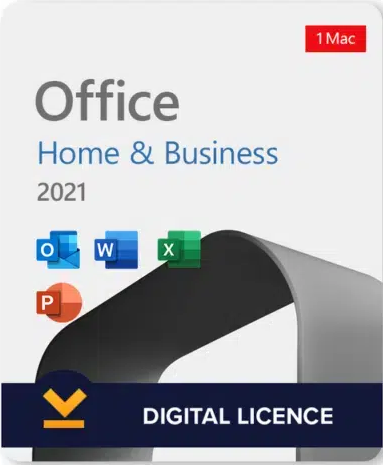 1 Mac
Office
Home & Business
2021
O
W
X
P
DIGITAL LICENCE